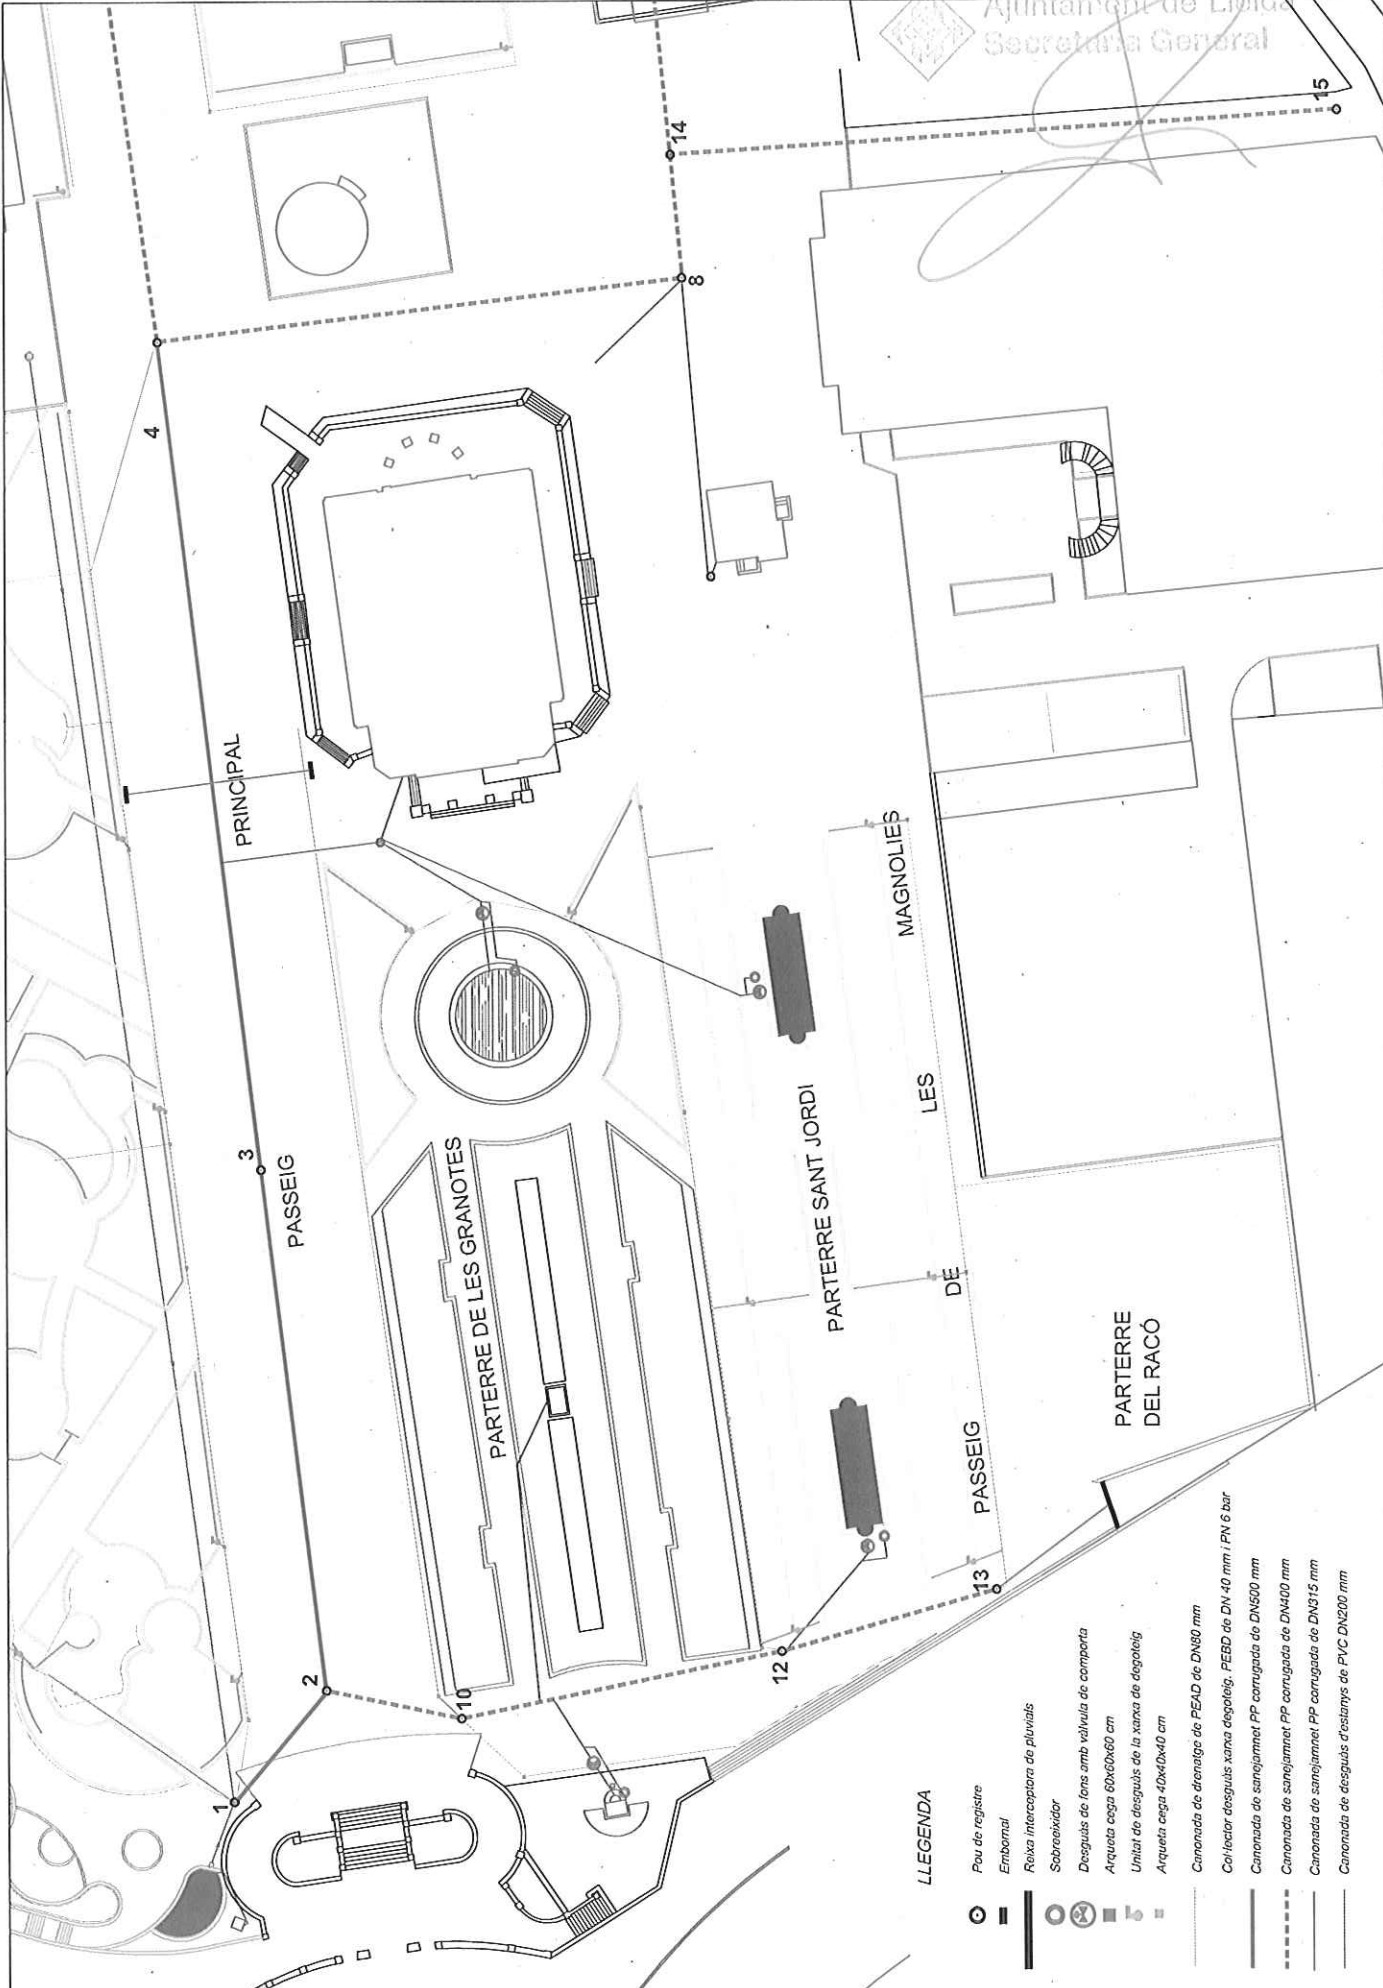 Ajuntament de Lleida
Secretaria General
15
14
8
4
PRINCIPAL
3
PASSEIG
2
1
10
12
13
PARTERRE DE LES GRANOTES
PARTERRE SANT JORDI
PASSEIG
DE
LES
MAGNOLIES
PARTERRE
DEL RACÓ
LLEGENDA
Pou de registre
Embornal
Reixa interceptora de pluvials
Sobreeixidor
Desguàs de fons amb vàlvula de comporta
Arqueta cega 60x60x60 cm
Unitat de desguàs de la xarxa de degoteig
Arqueta cega 40x40x40 cm
Canonada de drenatge de PEAD de DN80 mm
Col·lector desguàs xarxa degoteig. PEBD de DN 40 mm i PN 6 bar
Canonada de sanejamnet PP corrugada de DN500 mm
Canonada de sanejamnet PP corrugada de DN400 mm
Canonada de sanejamnet PP corrugada de DN315 mm
Canonada de desguàs d'estanys de PVC DN200 mm